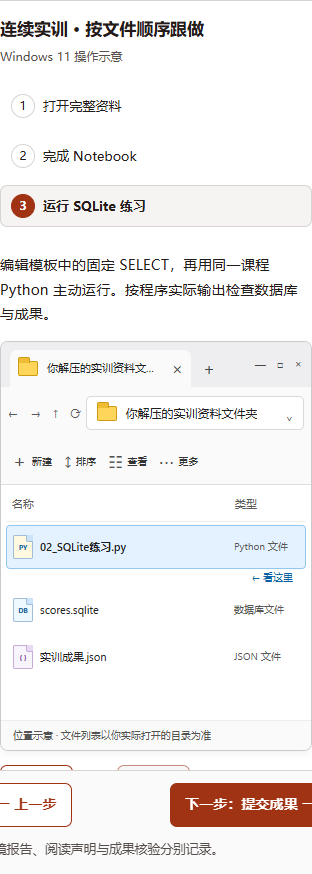 连续实训 · 按文件顺序跟做
Windows 11 操作示意
1 打开完整资料
2 完成 Notebook
3 运行 SQLite 练习
编辑模板中的固定 SELECT，再用同一课程
Python 主动运行。按程序实际输出检查数据库
与成果。
你解压的实训资料文...
你解压的实训资料文件夹
新建 排序 查看 更多
名称 类型
PY 02_SQLite练习.py Python 文件
← 看这里
DB scores.sqlite 数据库文件
{ } 实训成果.json JSON 文件
位置示意 · 文件列表以你实际打开的目录为准
上一步 下一步：提交成果
报告、阅读声明与成果核验分别记录。